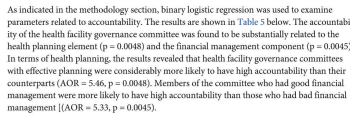 As indicated in the methodology section, binary logistic regression was used to examine
parameters related to accountability. The results are shown in Table 5 below. The accountabi
ity of the health facility governance committee was found to be substantially related to the
health planning element (p = 0.0048) and the financial management component (p = 0.0045)
In terms of health planning, the results revealed that health facility governance committees
with effective planning were considerably more likely to have high accountability than their
counterparts (AOR = 5.46, p = 0.0048). Members of the committee who had good financial
management were more likely to have high accountability than those who had bad financial
management [(AOR = 5.33, p = 0.0045).